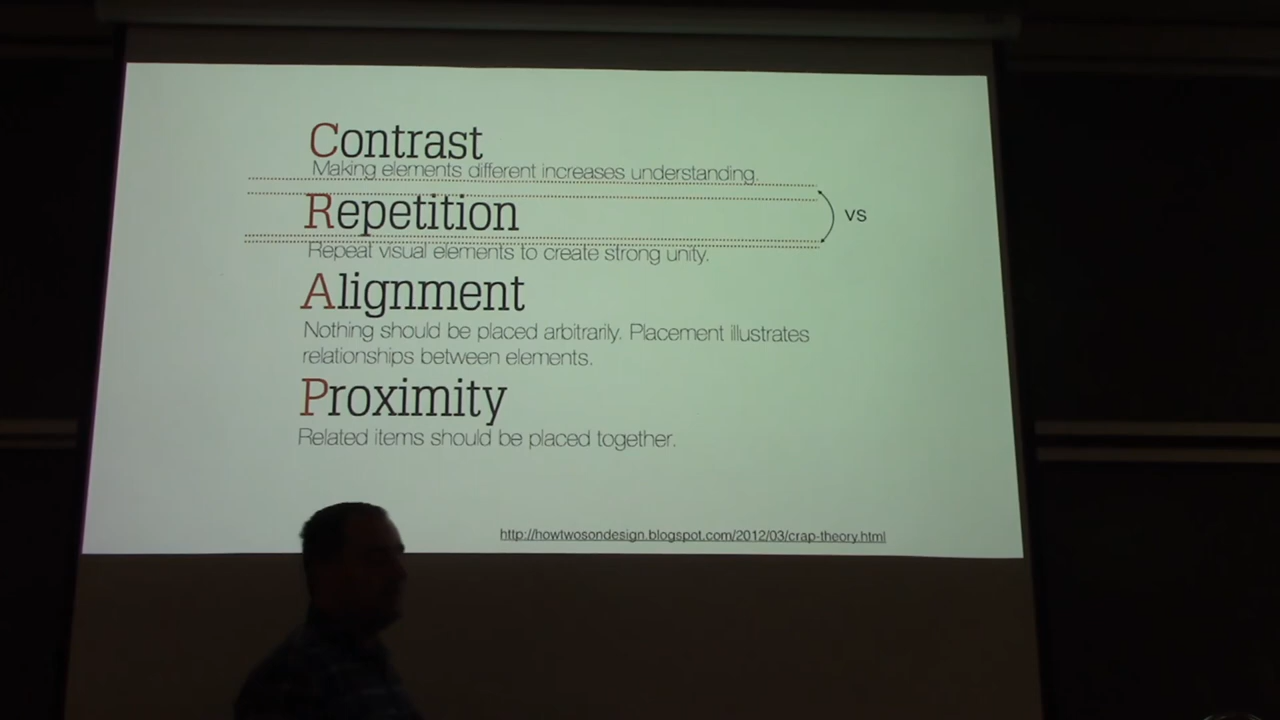 Contrast
Making elements different increases understanding.
Repetition
vs
Repeat visual elements to create strong unity.
Alignment
Nothing should be placed arbitrarily. Placement illustrates
relationships between elements.
Proximity
Related items should be placed together.
http://howtwosondesign.blogspot.com/2012/03/crap-theory.html